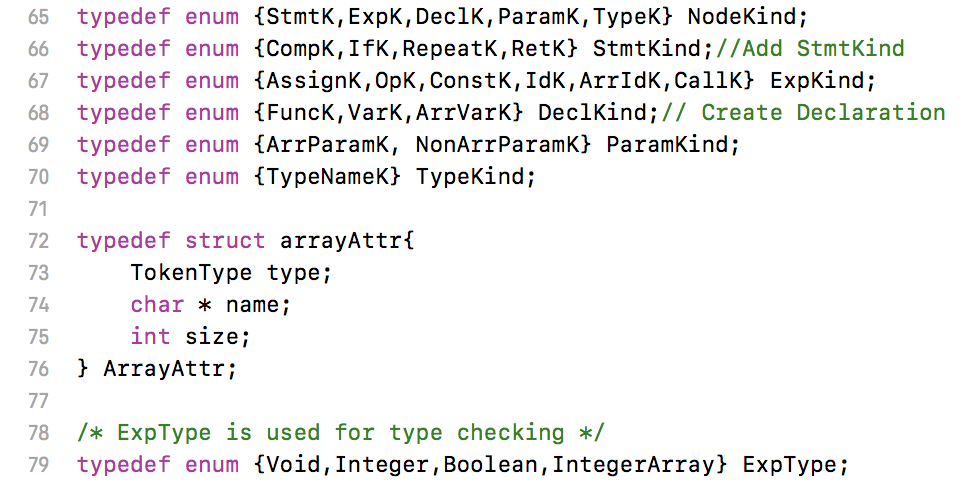 65 typedef enum {StmtK,ExpK,DeclK,ParamK,TypeK} NodeKind;
66 typedef enum {CompK,IfK,RepeatK,RetK} StmtKind;//Add StmtKind
67 typedef enum {AssignK,OpK,ConstK,IdK,ArrIdK,CallK} ExpKind;
68 typedef enum {FuncK,VarK,ArrVarK} DeclKind;// Create Declaration
69 typedef enum {ArrParamK, NonArrParamK} ParamKind;
70 typedef enum {TypeNameK} TypeKind;
71
72 typedef struct arrayAttr{
73     TokenType type;
74     char * name;
75     int size;
76 } ArrayAttr;
77
78 /* ExpType is used for type checking */
79 typedef enum {Void,Integer,Boolean,IntegerArray} ExpType;